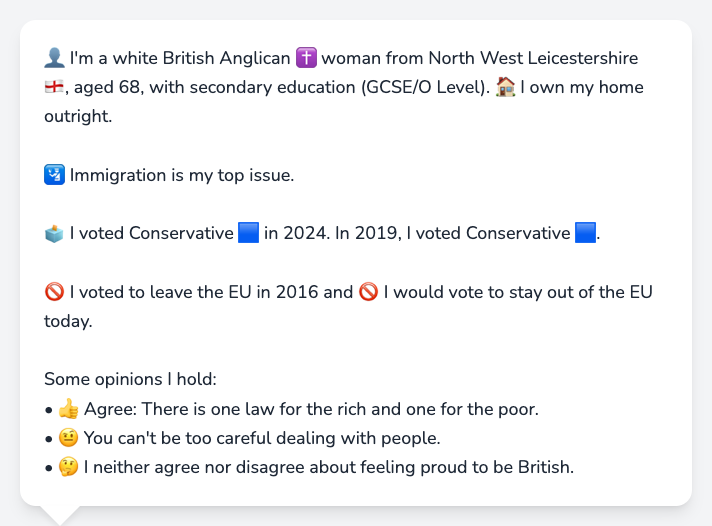 👤 I'm a white British Anglican ✝️ woman from North West Leicestershire
🏴󠁧󠁢󠁥󠁮󠁧󠁿, aged 68, with secondary education (GCSE/O Level). 🏠 I own my home
outright.
🛂 Immigration is my top issue.
🗳️ I voted Conservative 🟦 in 2024. In 2019, I voted Conservative 🟦.
🚫 I voted to leave the EU in 2016 and 🚫 I would vote to stay out of the EU
today.
Some opinions I hold:
• 👍 Agree: There is one law for the rich and one for the poor.
• 🤨 You can't be too careful dealing with people.
• 🤔 I neither agree nor disagree about feeling proud to be British.